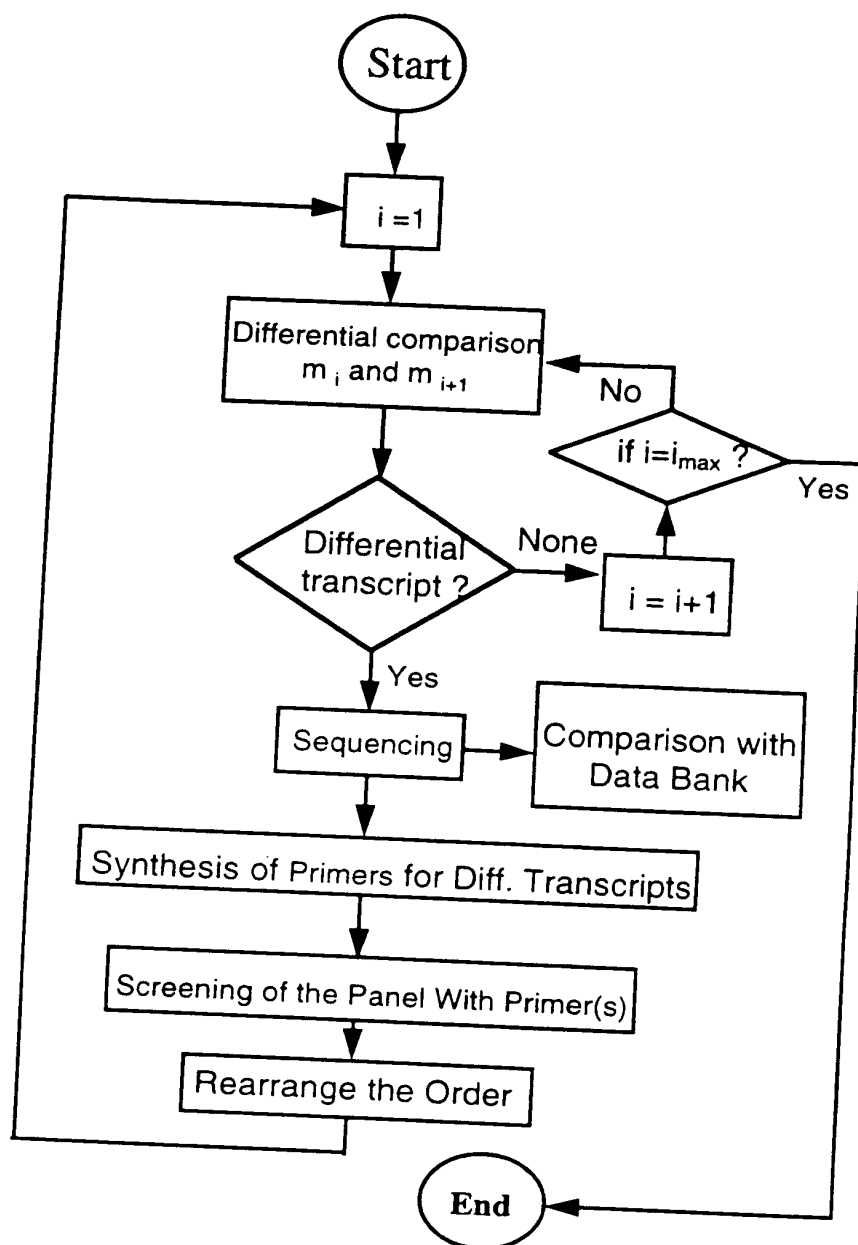 Start
i =1
Differential comparison
m i and m i+1
No
if i=imax ?
Yes
Differential
transcript ?
None
i = i+1
Yes
Sequencing
Comparison with
Data Bank
Synthesis of Primers for Diff. Transcripts
Screening of the Panel With Primer(s)
Rearrange the Order
End